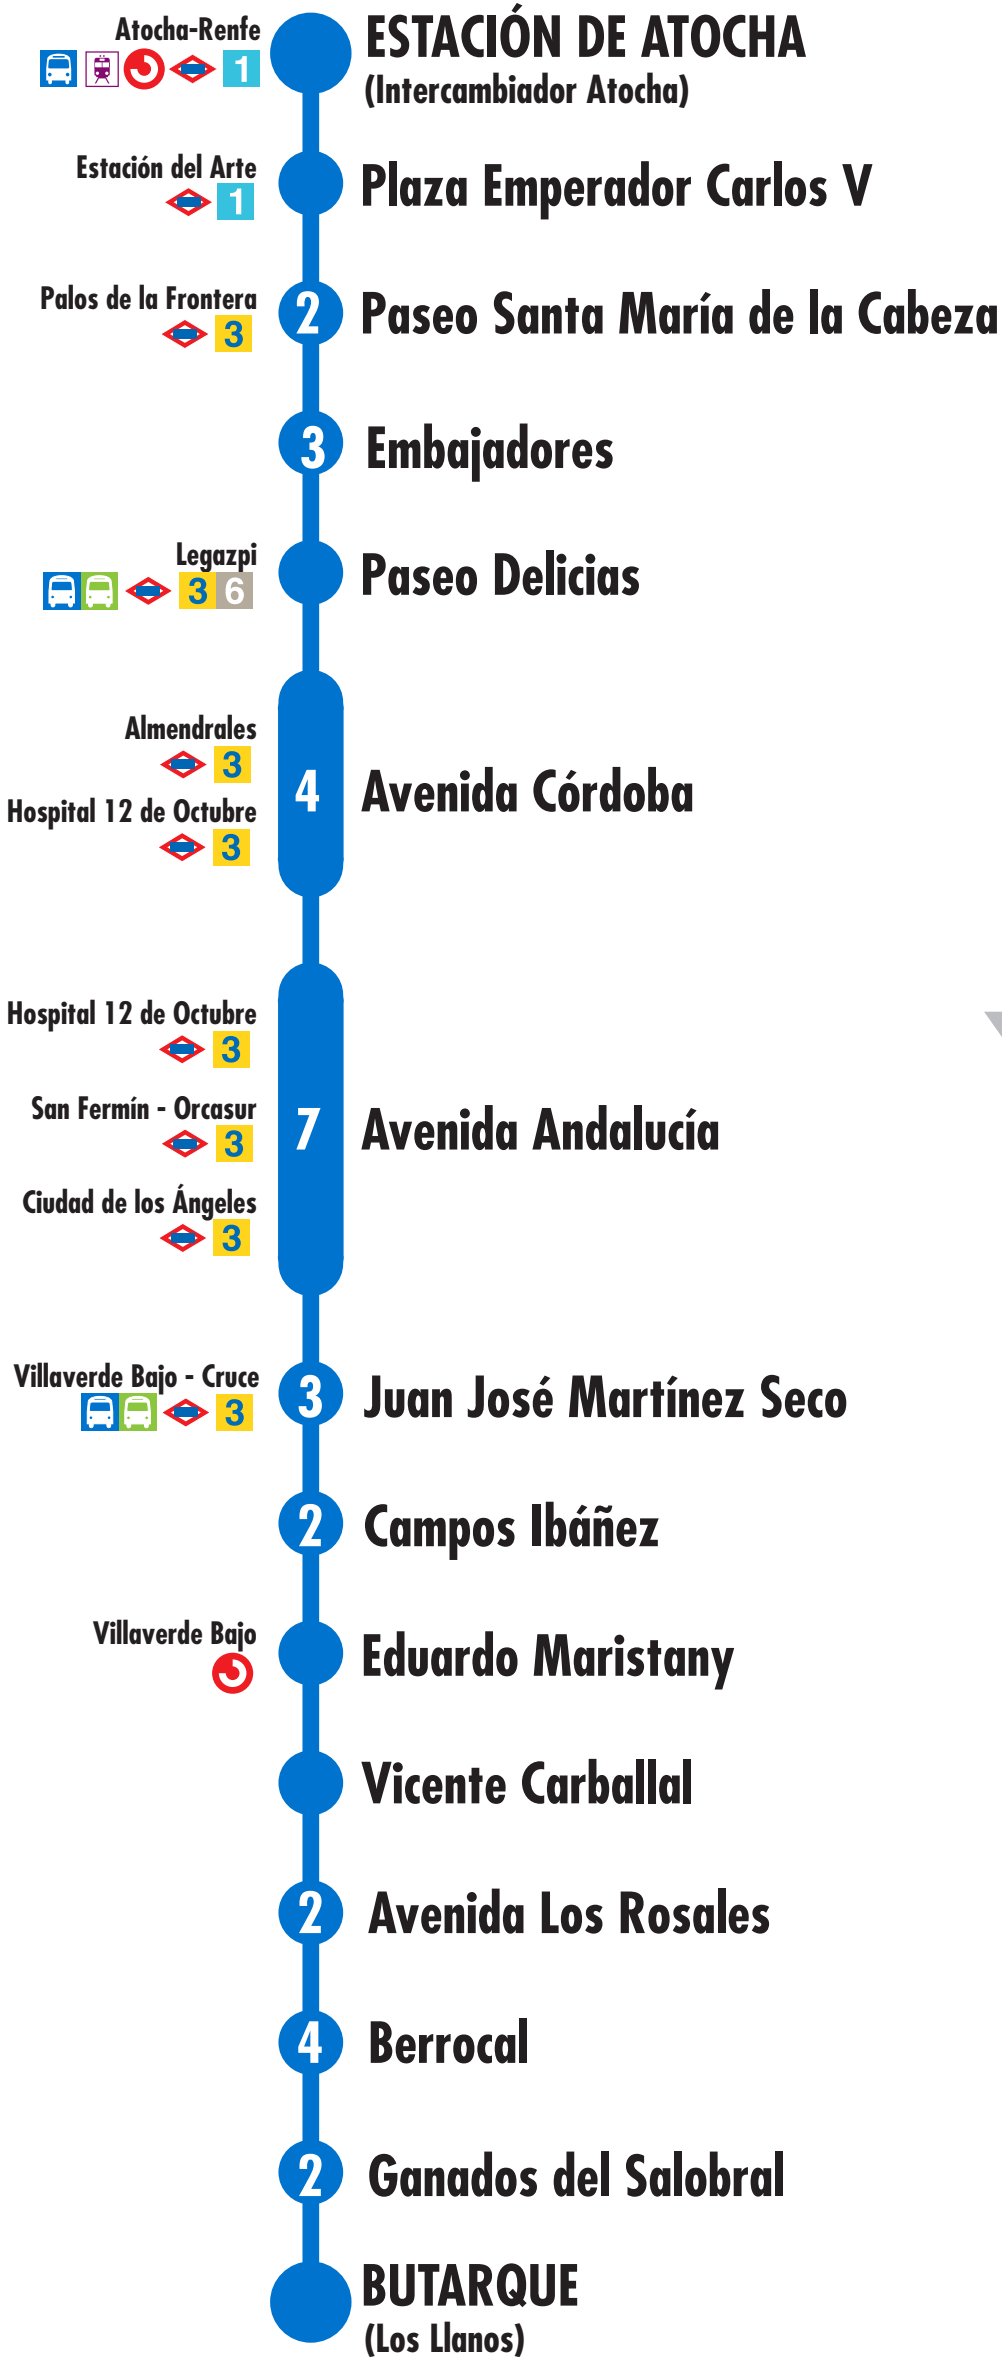 Atocha-Renfe
1
ESTACIÓN DE ATOCHA
(Intercambiador Atocha)
Estación del Arte
1
Plaza Emperador Carlos V
Palos de la Frontera
3
2
Paseo Santa María de la Cabeza
3
Embajadores
Legazpi
3 6
Paseo Delicias
Almendrales
3
Hospital 12 de Octubre
3
4
Avenida Córdoba
Hospital 12 de Octubre
3
San Fermín - Orcasur
3
Ciudad de los Ángeles
3
7
Avenida Andalucía
Villaverde Bajo - Cruce
3
3
Juan José Martínez Seco
2
Campos Ibáñez
Villaverde Bajo
Eduardo Maristany
Vicente Carballal
2
Avenida Los Rosales
4
Berrocal
2
Ganados del Salobral
BUTARQUE
(Los Llanos)